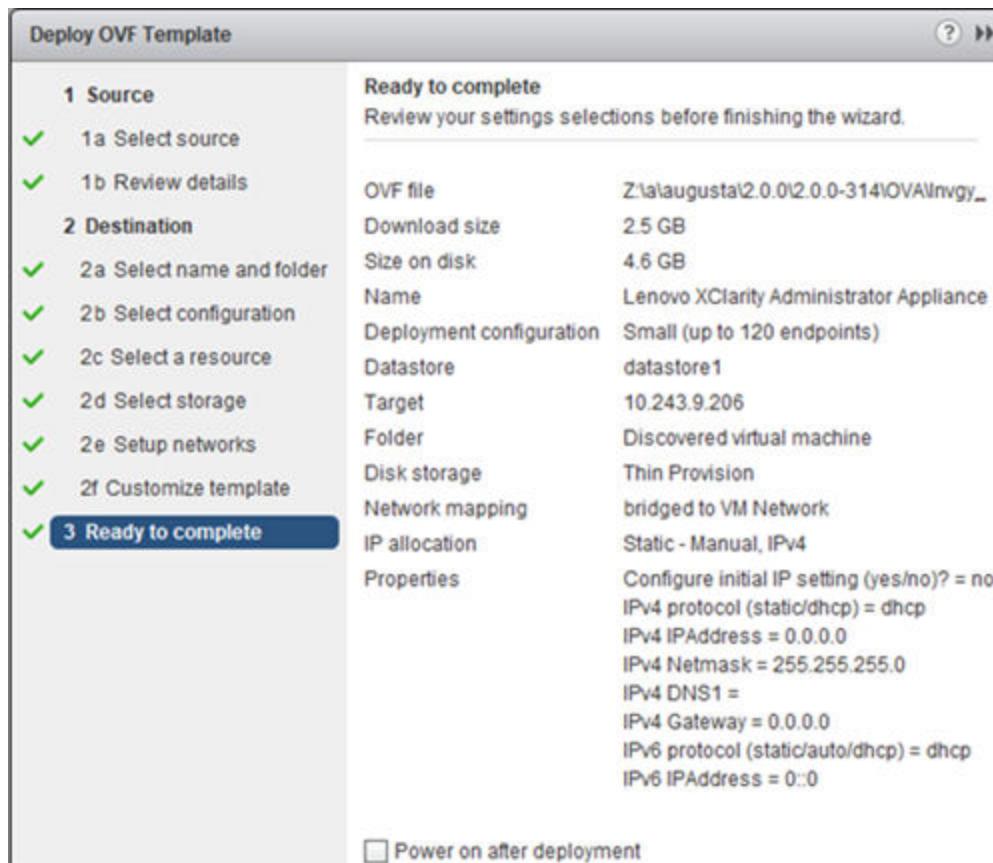 Deploy OVF Template
?
1 Source
1a Select source
1b Review details
2 Destination
2a Select name and folder
2b Select configuration
2c Select a resource
2d Select storage
2e Setup networks
2f Customize template
3 Ready to complete
Ready to complete
Review your settings selections before finishing the wizard.
OVF file Z:\a\augusta\2.0.0\2.0.0-314\OVA\lnvgy_
Download size 2.5 GB
Size on disk 4.6 GB
Name Lenovo XClarity Administrator Appliance
Deployment configuration Small (up to 120 endpoints)
Datastore datastore1
Target 10.243.9.206
Folder Discovered virtual machine
Disk storage Thin Provision
Network mapping bridged to VM Network
IP allocation Static - Manual, IPv4
Properties Configure initial IP setting (yes/no)? = no
IPv4 protocol (static/dhcp) = dhcp
IPv4 IPAddress = 0.0.0.0
IPv4 Netmask = 255.255.255.0
IPv4 DNS1 =
IPv4 Gateway = 0.0.0.0
IPv6 protocol (static/auto/dhcp) = dhcp
IPv6 IPAddress = 0::0
Power on after deployment